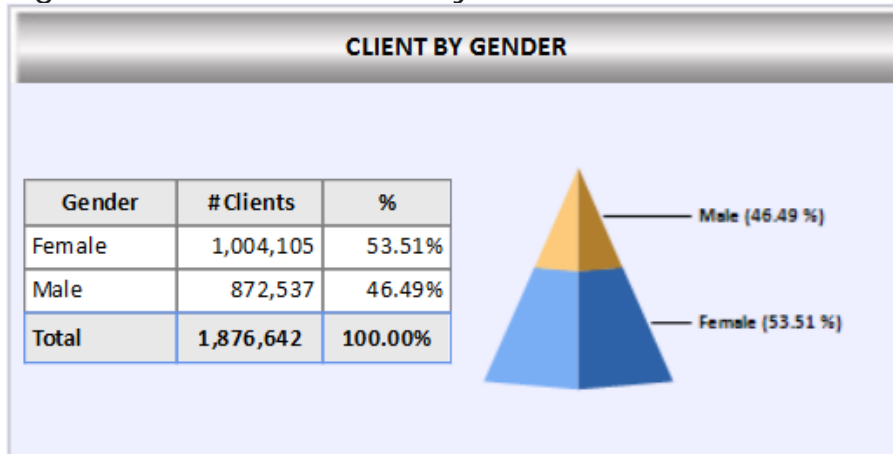 CLIENT BY GENDER
Gender #Clients %
Female 1,004,105 53.51%
Male 872,537 46.49%
Total 1,876,642 100.00%
Male (46.49 %)
Female (53.51 %)